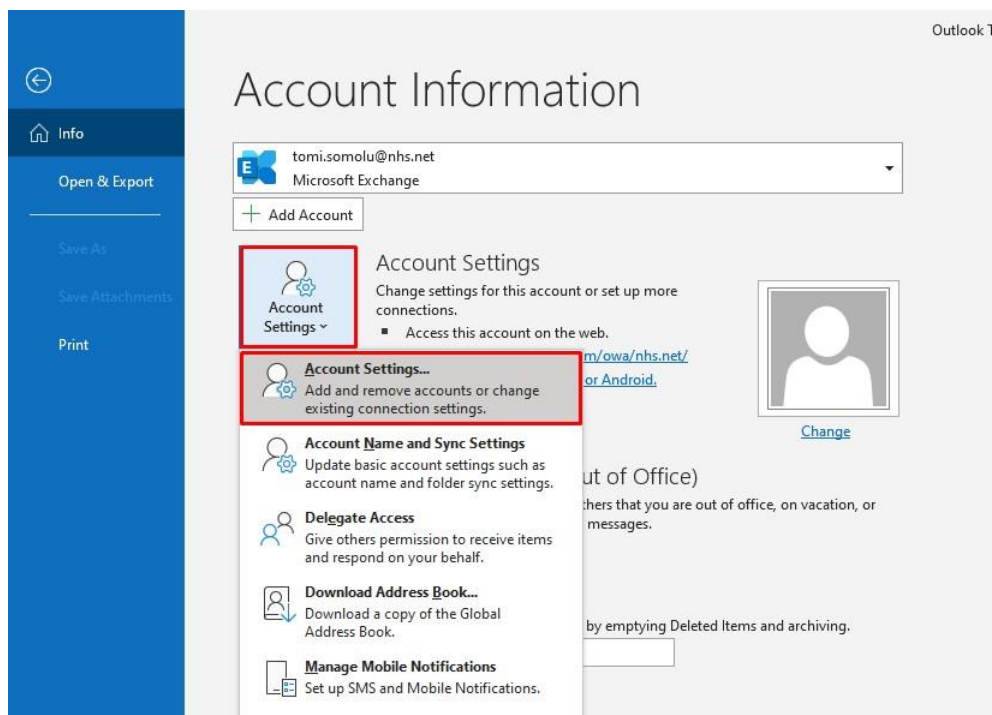 Outlook T
Account Information
Info
tomi.somolu@nhs.net
Microsoft Exchange
Open & Export
Add Account
Save As
Save Attachments
Print
Account Settings
Account Settings
Change settings for this account or set up more
connections.
Access this account on the web.
m/owa/nhs.net/
or Android.
Change
Account Settings...
Add and remove accounts or change
existing connection settings.
Account Name and Sync Settings
Update basic account settings such as
account name and folder sync settings.
ut of Office)
hers that you are out of office, on vacation, or
messages.
Delegate Access
Give others permission to receive items
and respond on your behalf.
Download Address Book...
Download a copy of the Global
Address Book.
by emptying Deleted Items and archiving.
Manage Mobile Notifications
Set up SMS and Mobile Notifications.